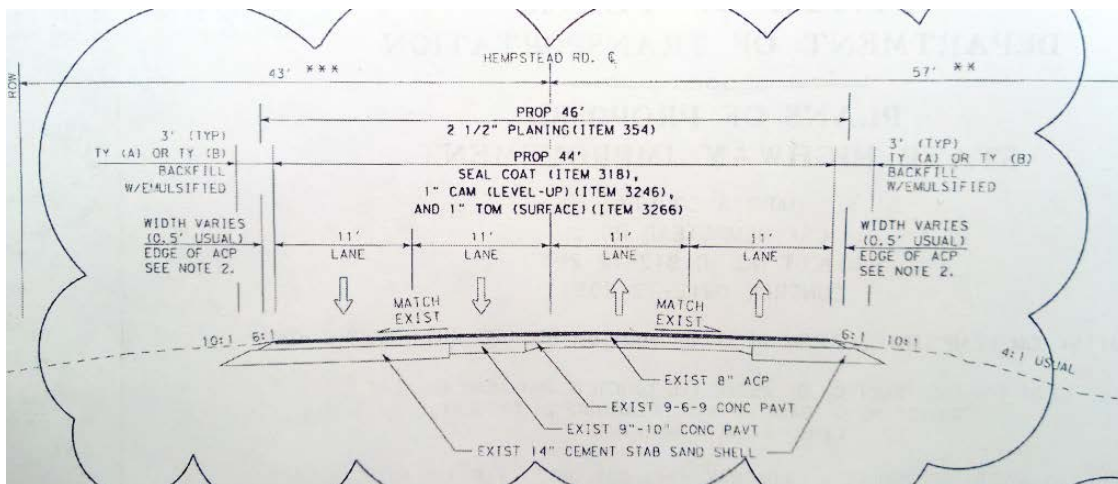 DEPARTMENT OF TRANSPORTATION
HEMPSTEAD RD. ℄
ROW
43' ***
57' **
PROP 46'
2 1/2" PLANING(ITEM 354)
3' (TYP)
TY (A) OR TY (B)
BACKFILL
W/EMULSIFIED
PROP 44'
SEAL COAT (ITEM 318),
1" CAM (LEVEL-UP)(ITEM 3246),
AND 1" TOM (SURFACE)(ITEM 3266)
3' (TYP)
TY (A) OR TY (B)
BACKFILL
W/EMULSIFIED
WIDTH VARIES
(0.5' USUAL)
EDGE OF ACP
SEE NOTE 2.
11'
LANE
11'
LANE
11'
LANE
11'
LANE
WIDTH VARIES
(0.5' USUAL)
EDGE OF ACP
SEE NOTE 2.
MATCH
EXIST
MATCH
EXIST
10:1
6:1
6:1
10:1
4:1 USUAL
EXIST 8" ACP
EXIST 9-6-9 CONC PAVT
EXIST 9"-10" CONC PAVT
EXIST 14" CEMENT STAB SAND SHELL